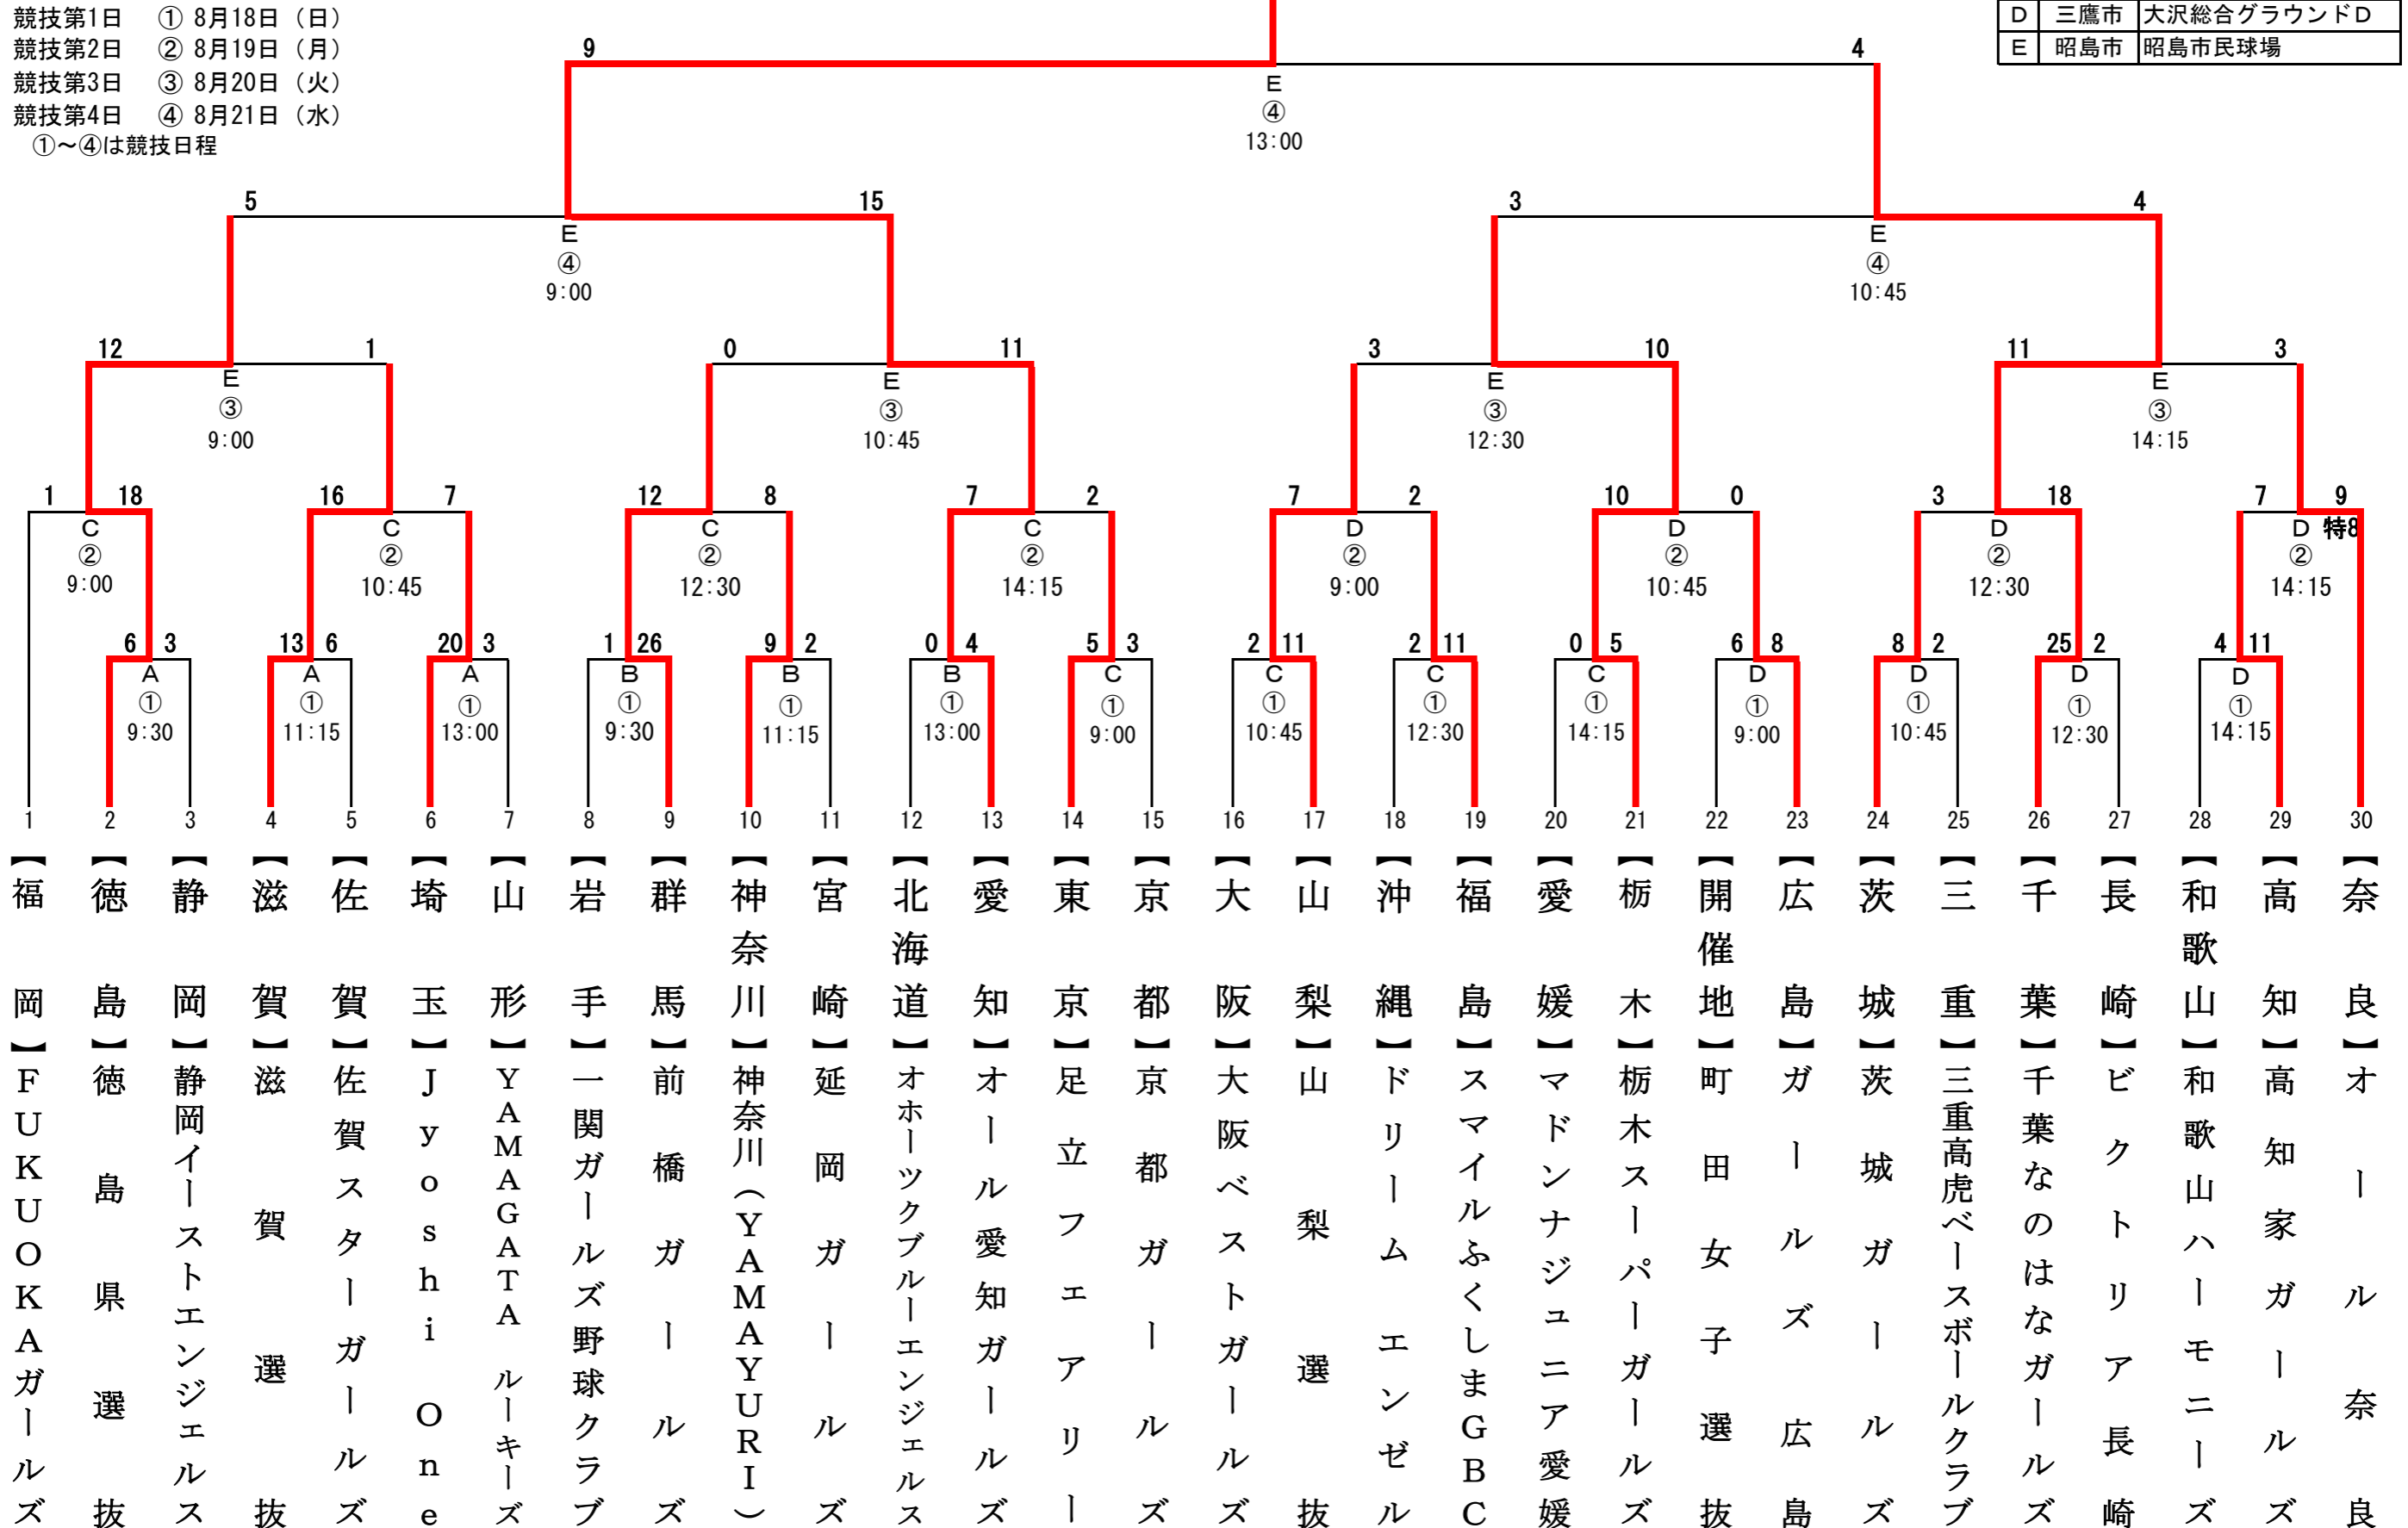 競技第1日　① 8月18日（日）
競技第2日　② 8月19日（月）
競技第3日　③ 8月20日（火）
競技第4日　④ 8月21日（水）
①～④は競技日程
D 三鷹市 大沢総合グラウンドD
E 昭島市 昭島市民球場
9 4
E
④
13:00
5 15 3 4
E E
④ ④
9:00 10:45
12 1 0 11 3 10 11 3
E E E E
③ ③ ③ ③
9:00 10:45 12:30 14:15
1 18 16 7 12 8 7 2 7 2 10 0 3 18 7 9
C C C C D D D D 特8
② ② ② ② ② ② ② ②
9:00 10:45 12:30 14:15 9:00 10:45 12:30 14:15
6 3 13 6 20 3 1 26 9 2 0 4 5 3 2 11 2 11 0 5 6 8 8 2 25 2 4 11
A A A B B B C C C C D D D D
① ① ① ① ① ① ① ① ① ① ① ① ① ①
9:30 11:15 13:00 9:30 11:15 13:00 9:00 10:45 12:30 14:15 9:00 10:45 12:30 14:15
1 2 3 4 5 6 7 8 9 10 11 12 13 14 15 16 17 18 19 20 21 22 23 24 25 26 27 28 29 30
【福岡】FUKUOKAガールズ
【徳島】徳島県選抜
【静岡】静岡イーストエンジェルス
【滋賀】滋賀選抜
【佐賀】佐賀スターガールズ
【埼玉】Jyoshi One
【山形】YAMAGATA ルーキーズ
【岩手】一関ガールズ野球クラブ
【群馬】前橋ガールズ
【神奈川】神奈川（YAMAYURI）
【宮崎】延岡ガールズ
【北海道】オホーツクブルーエンジェルス
【愛知】オール愛知ガールズ
【東京】足立フェアリー
【京都】京都ガールズ
【大阪】大阪ベストガールズ
【山梨】山梨選抜
【沖縄】ドリームエンゼル
【福島】スマイルふくしまGBC
【愛媛】マドンナジュニア愛媛
【栃木】栃木スーパーガールズ
【開催地】町田女子選抜
【広島】ガールズ広島
【茨城】茨城ガールズ
【三重】三重高虎ベースボールクラブ
【千葉】千葉なのはなガールズ
【長崎】ビクトリア長崎
【和歌山】和歌山ハーモニーズ
【高知】高知家ガールズ
【奈良】オール奈良